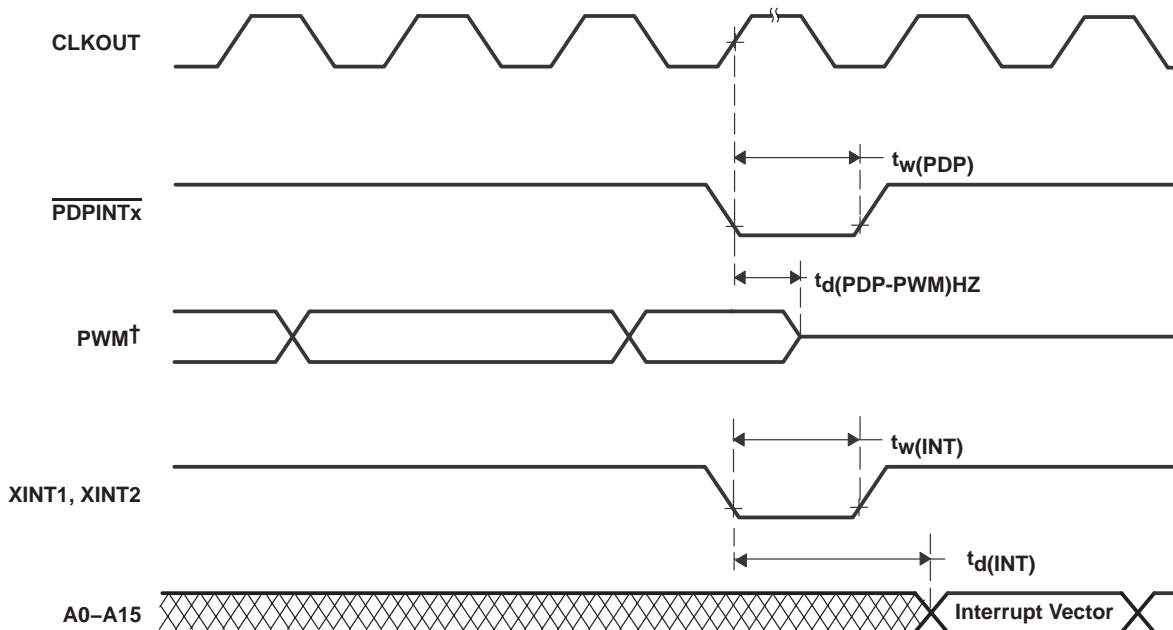 CLKOUT
tw(PDP)
PDPINTx
td(PDP-PWM)HZ
PWM†
tw(INT)
XINT1, XINT2
td(INT)
A0–A15
Interrupt Vector